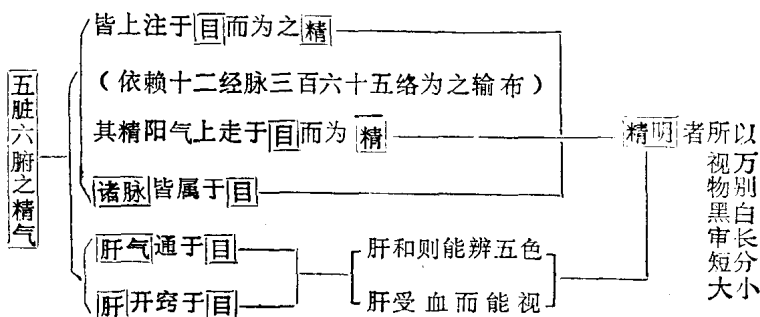 五脏六腑之精气
皆上注于目而为之精
(依赖十二经脉三百六十五络为之输布)
其精阳气上走于目而为精
诸脉皆属于目
肝气通于目
肝开窍于目
肝和则能辨五色
肝受血而能视
精明者所以
视万
物别
黑白
审长
短分
大小